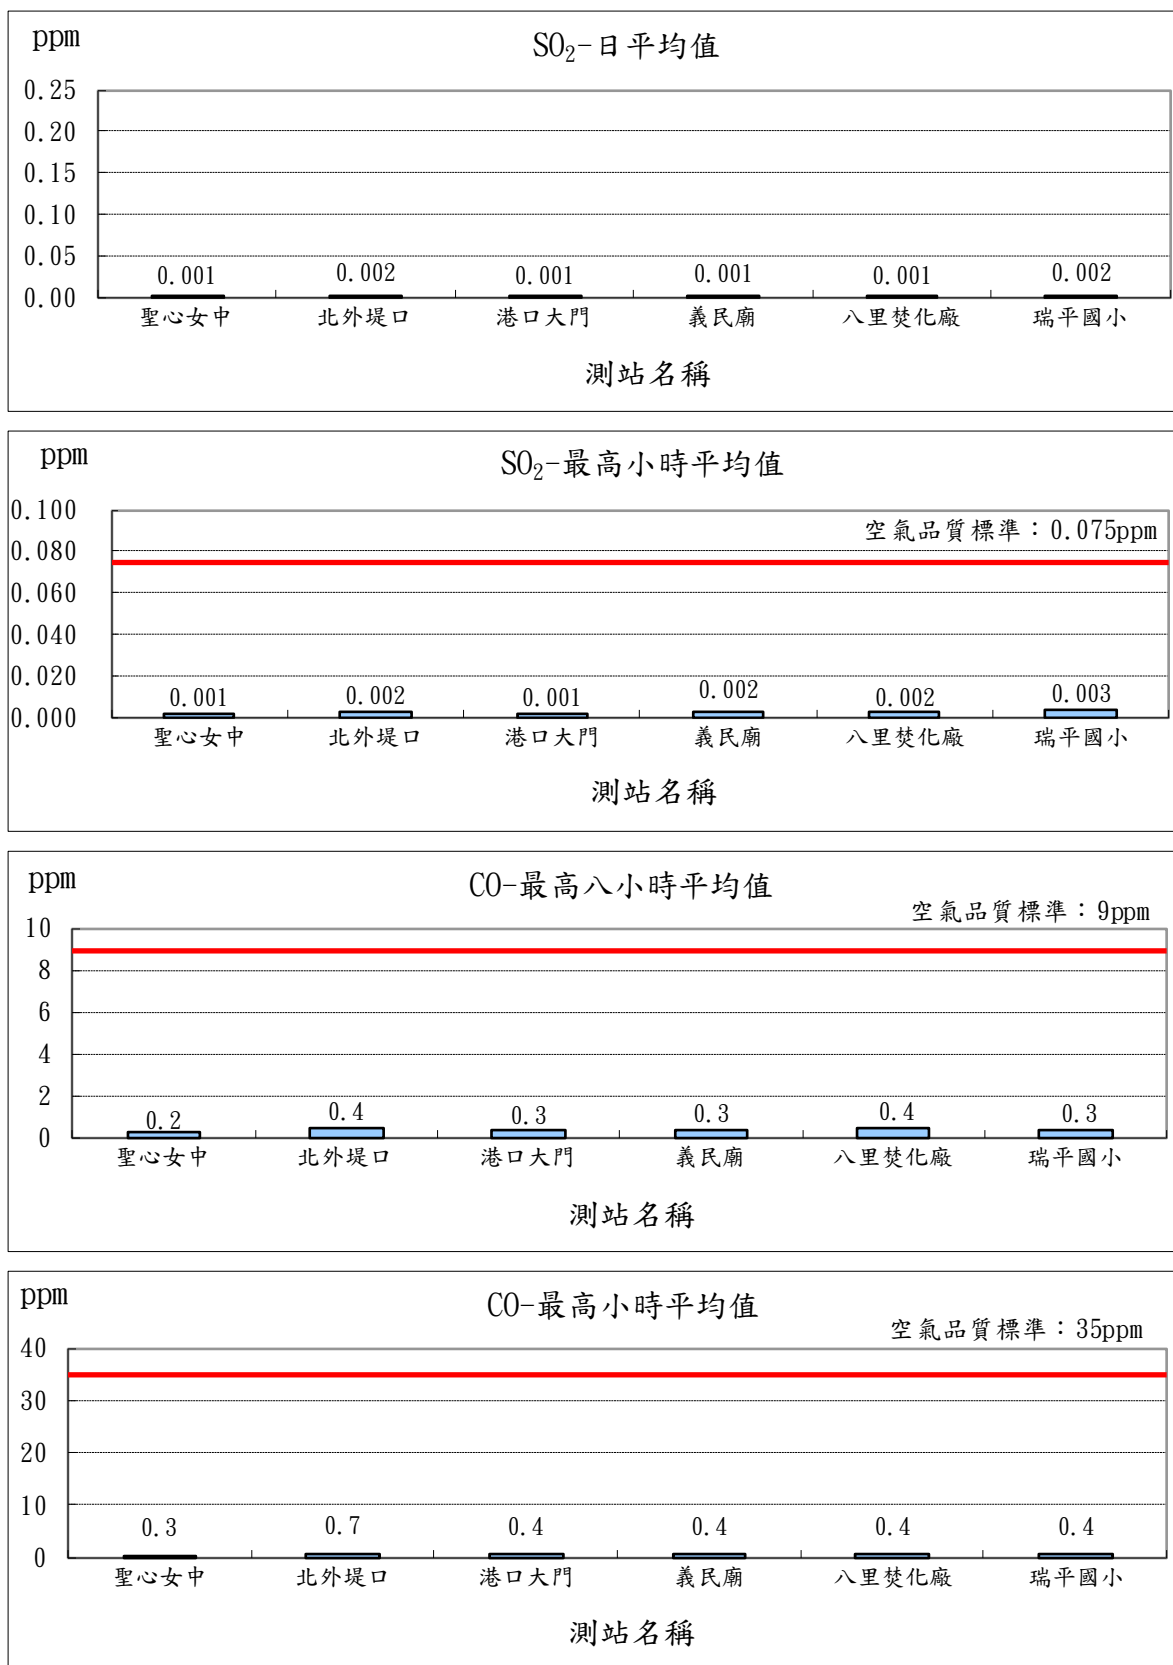 ppm
SO₂-日平均值
0.25
0.20
0.15
0.10
0.05
0.00
0.001 0.002 0.001 0.001 0.001 0.002
聖心女中 北外堤口 港口大門 義民廟 八里焚化廠 瑞平國小
測站名稱
ppm
SO₂-最高小時平均值
空氣品質標準：0.075ppm
0.100
0.080
0.060
0.040
0.020
0.000
0.001 0.002 0.001 0.002 0.002 0.003
聖心女中 北外堤口 港口大門 義民廟 八里焚化廠 瑞平國小
測站名稱
ppm
CO-最高八小時平均值
空氣品質標準：9ppm
10
8
6
4
2
0
0.2 0.4 0.3 0.3 0.4 0.3
聖心女中 北外堤口 港口大門 義民廟 八里焚化廠 瑞平國小
測站名稱
ppm
CO-最高小時平均值
空氣品質標準：35ppm
40
30
20
10
0
0.3 0.7 0.4 0.4 0.4 0.4
聖心女中 北外堤口 港口大門 義民廟 八里焚化廠 瑞平國小
測站名稱